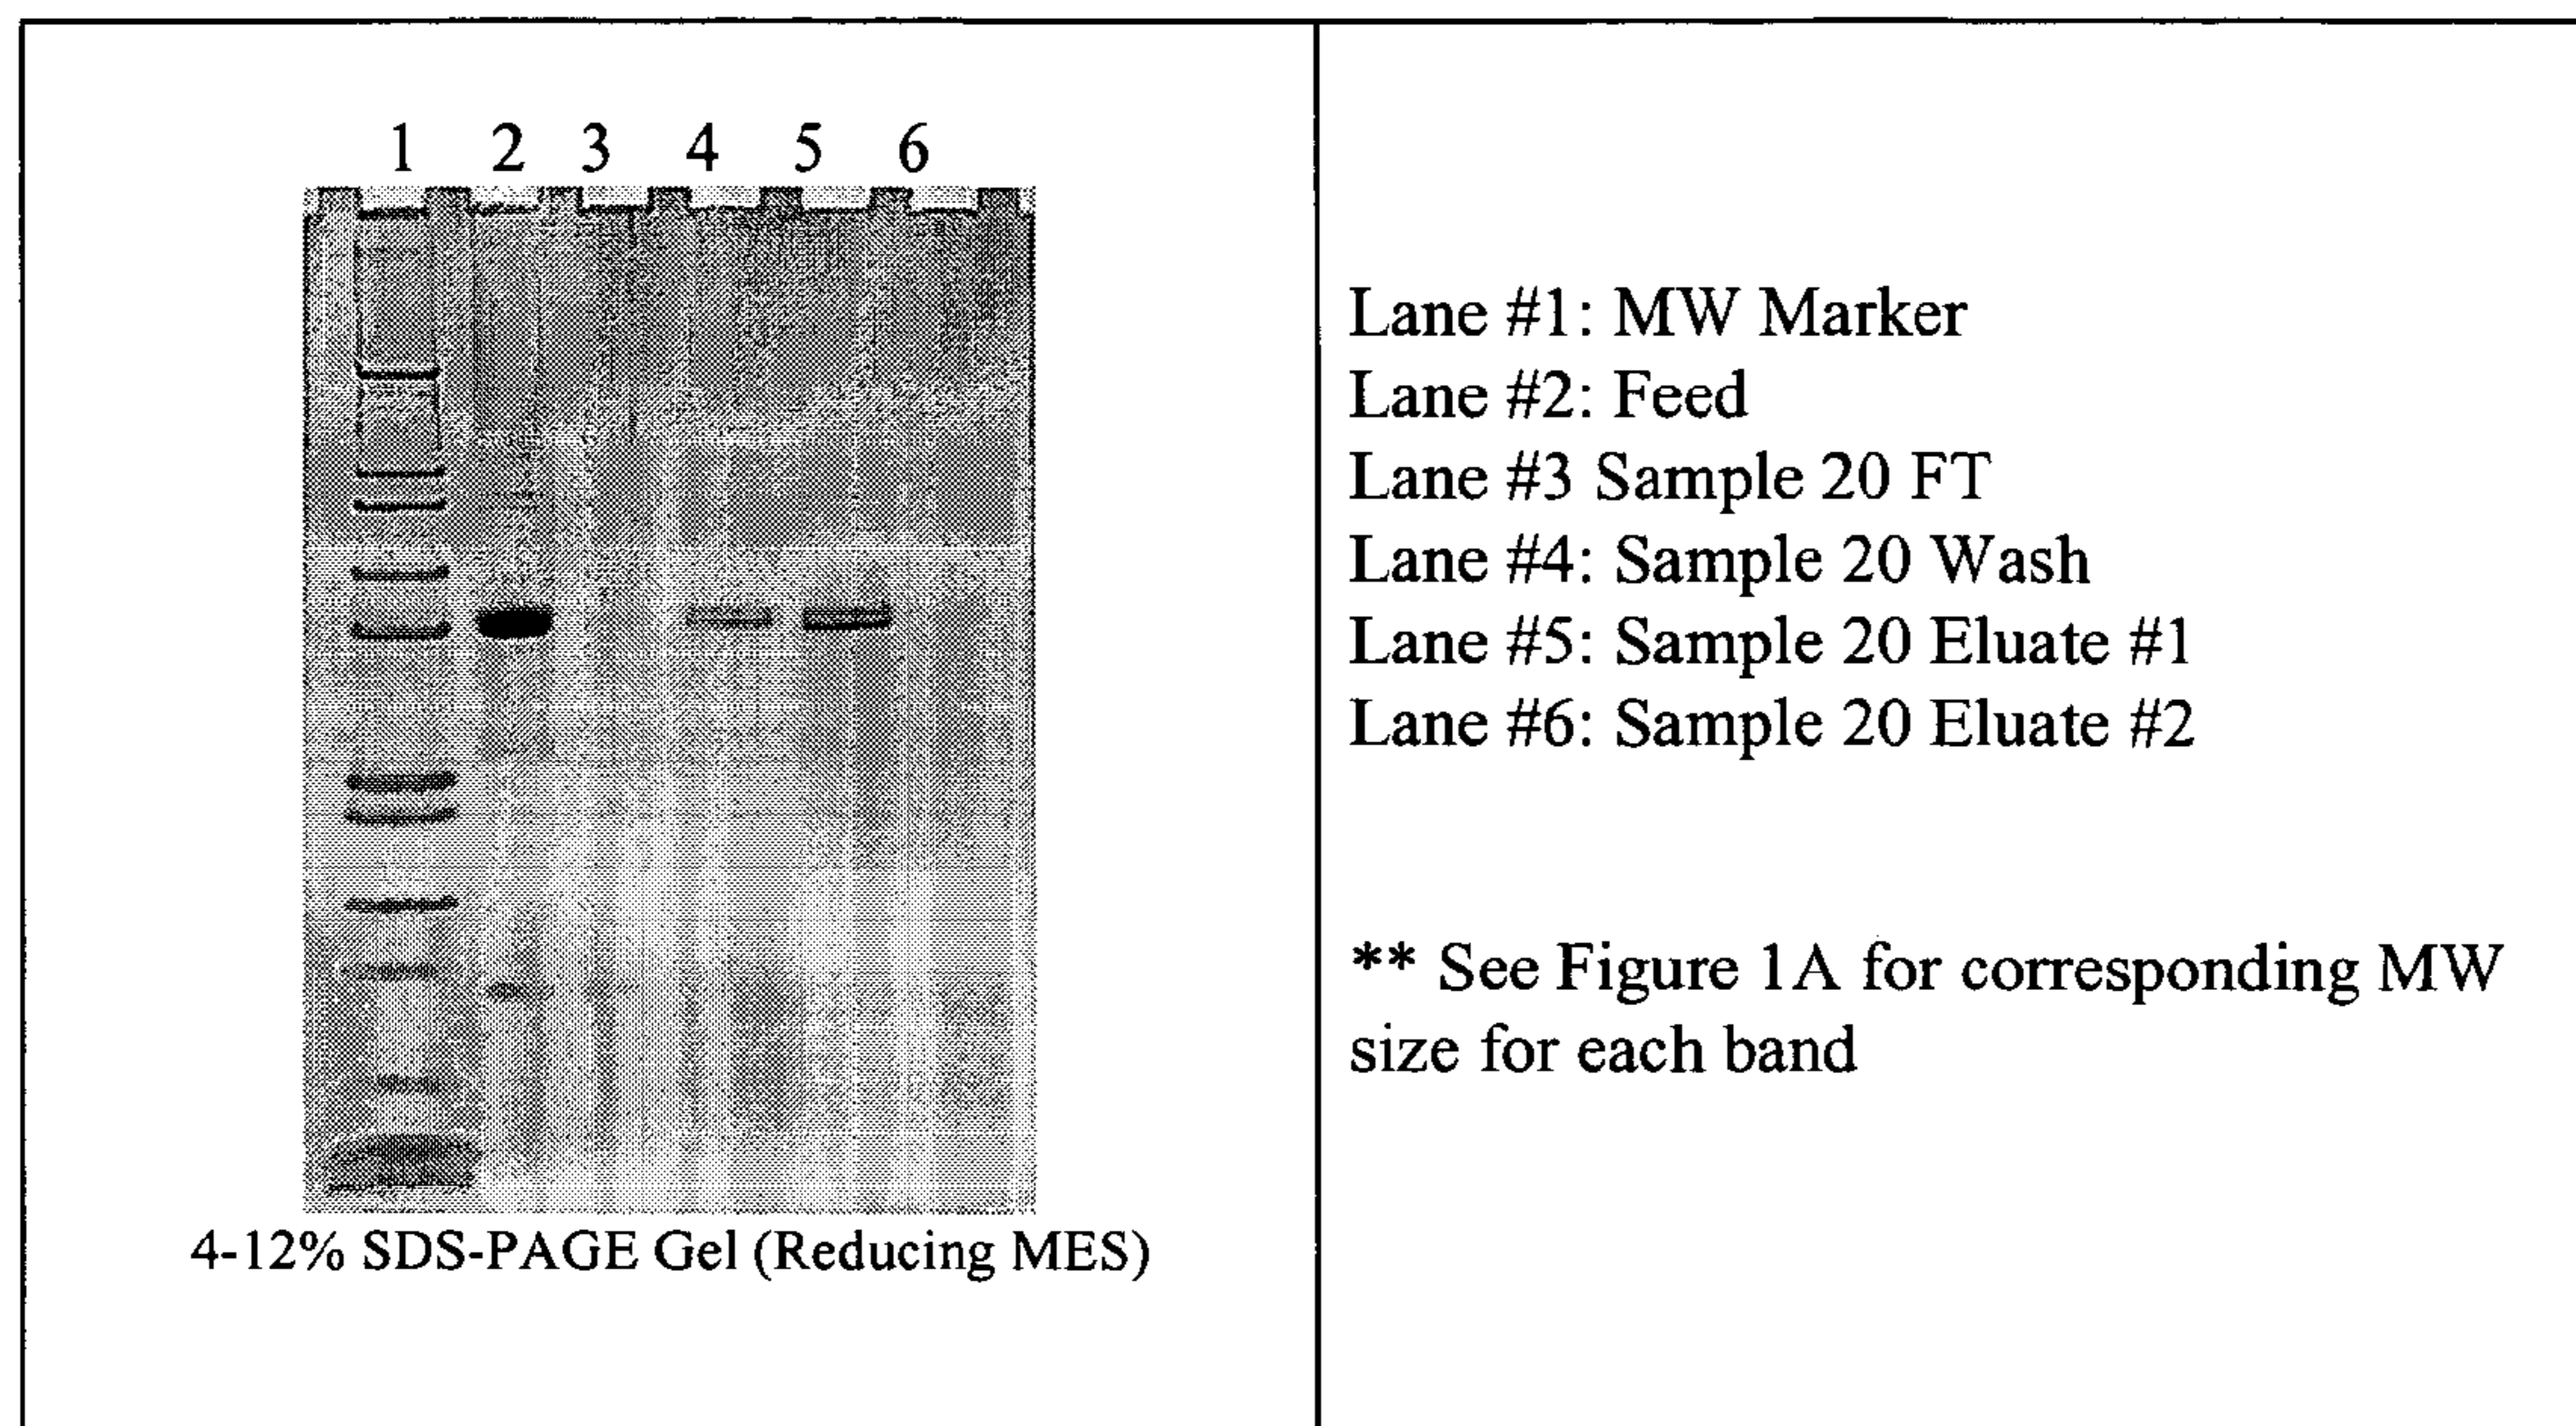 1 2 3 4 5 6
4-12% SDS-PAGE Gel (Reducing MES)
Lane #1: MW Marker
Lane #2: Feed
Lane #3 Sample 20 FT
Lane #4: Sample 20 Wash
Lane #5: Sample 20 Eluate #1
Lane #6: Sample 20 Eluate #2
** See Figure 1A for corresponding MW
size for each band